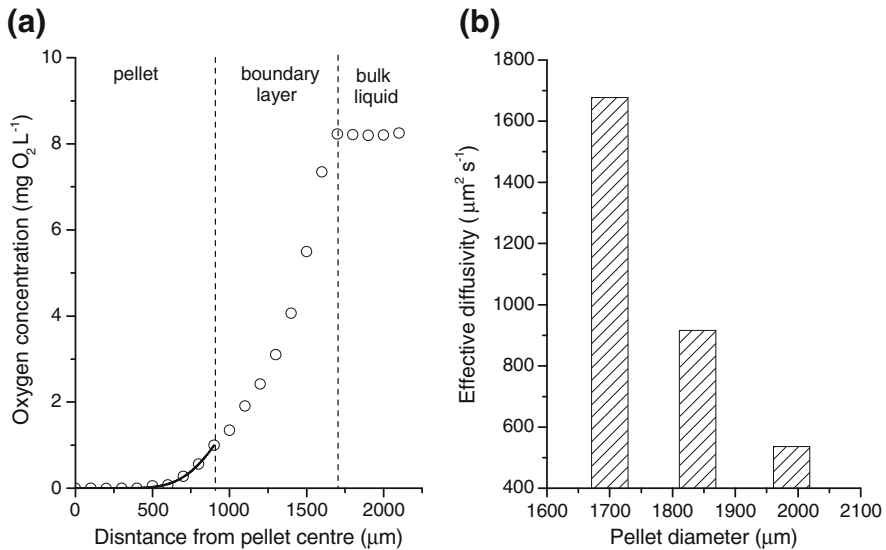 (a)
10
8
6
4
2
0
Oxygen concentration (mg O₂ L⁻¹)
pellet
boundary
layer
bulk
liquid
0
500
1000
1500
2000
Disntance from pellet centre (μm)
(b)
1800
1600
1400
1200
1000
800
600
400
Effective diffusivity ( μm² s⁻¹)
1600
1700
1800
1900
2000
2100
Pellet diameter (μm)